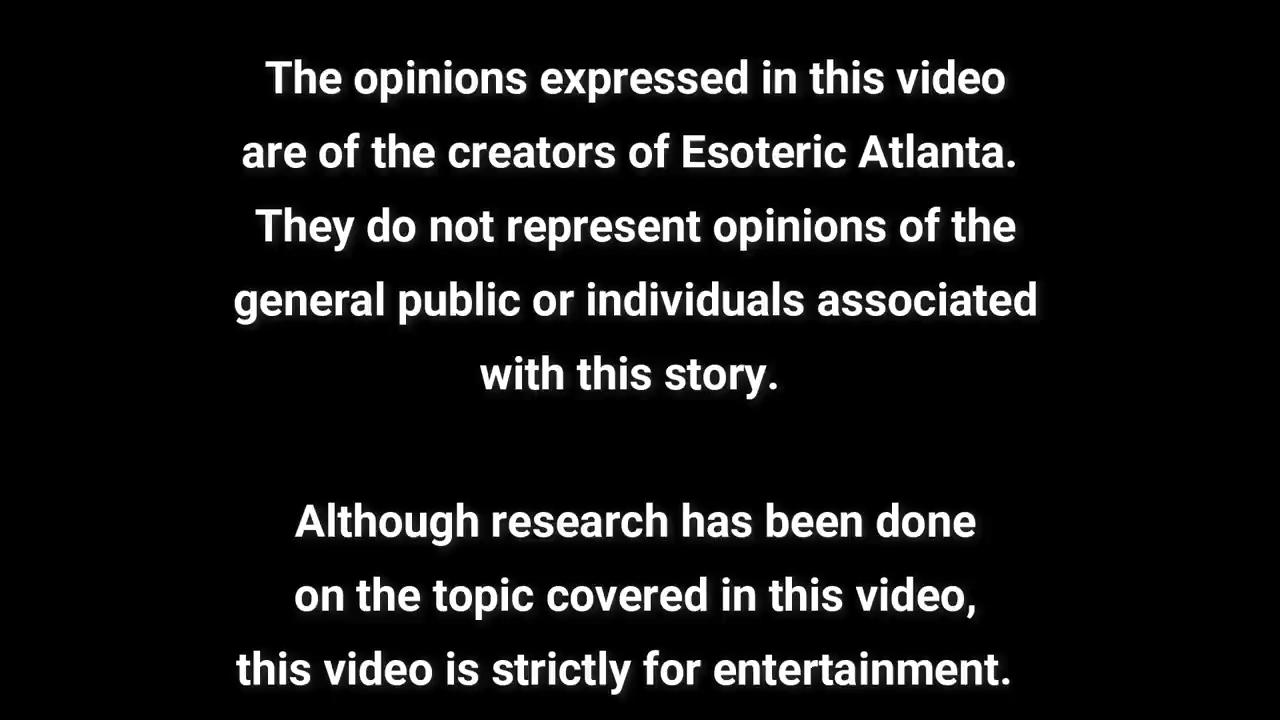 The opinions expressed in this video
are of the creators of Esoteric Atlanta.
They do not represent opinions of the
general public or individuals associated
with this story.
Although research has been done
on the topic covered in this video,
this video is strictly for entertainment.